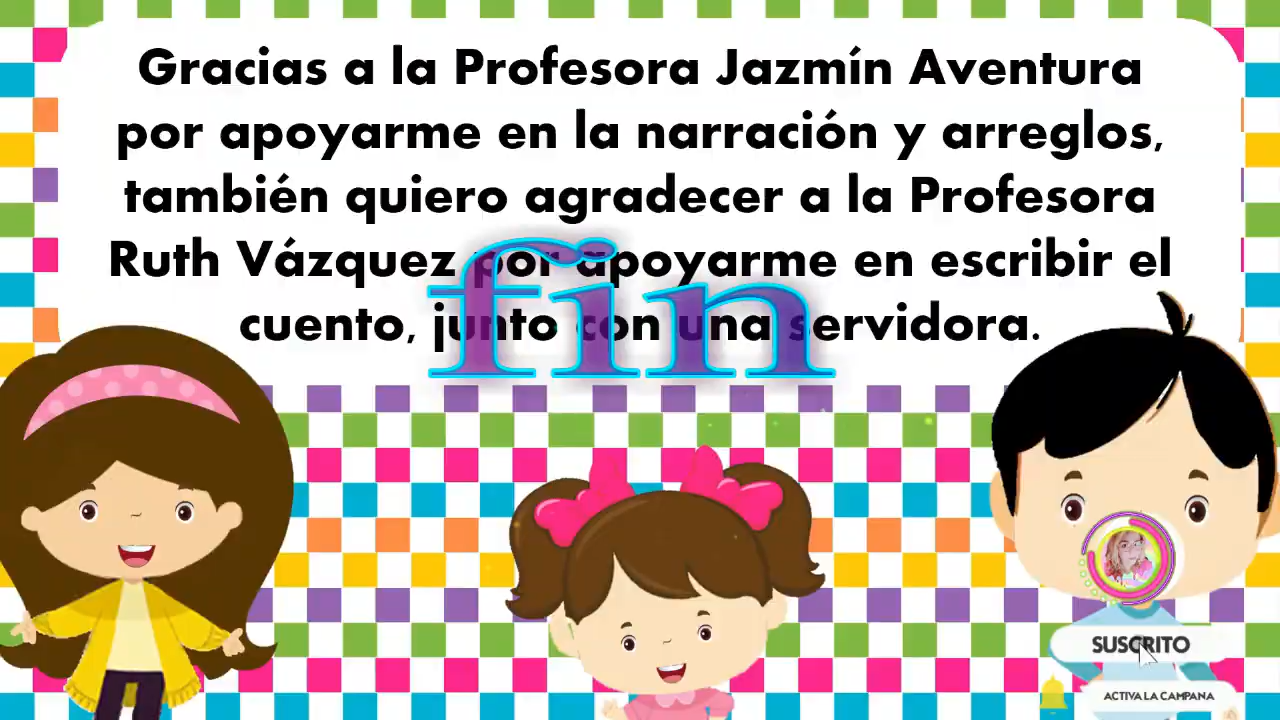 Gracias a la Profesora Jazmín Aventura
por apoyarme en la narración y arreglos,
también quiero agradecer a la Profesora
Ruth Vázquez por apoyarme en escribir el
cuento, junto con una servidora.
fin
SUSCRITO
ACTIVA LA CAMPANA